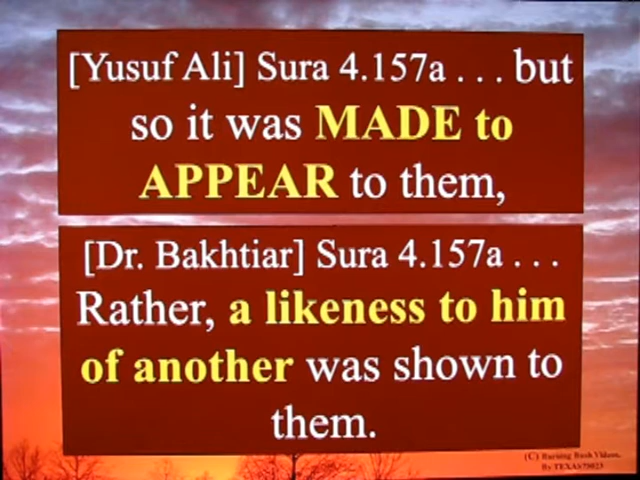 [Yusuf Ali] Sura 4.157a . . . but
so it was MADE to
APPEAR to them,
[Dr. Bakhtiar] Sura 4.157a . . .
Rather, a likeness to him
of another was shown to
them.
(C) Burning Bush Videos.
By TEXAS79023